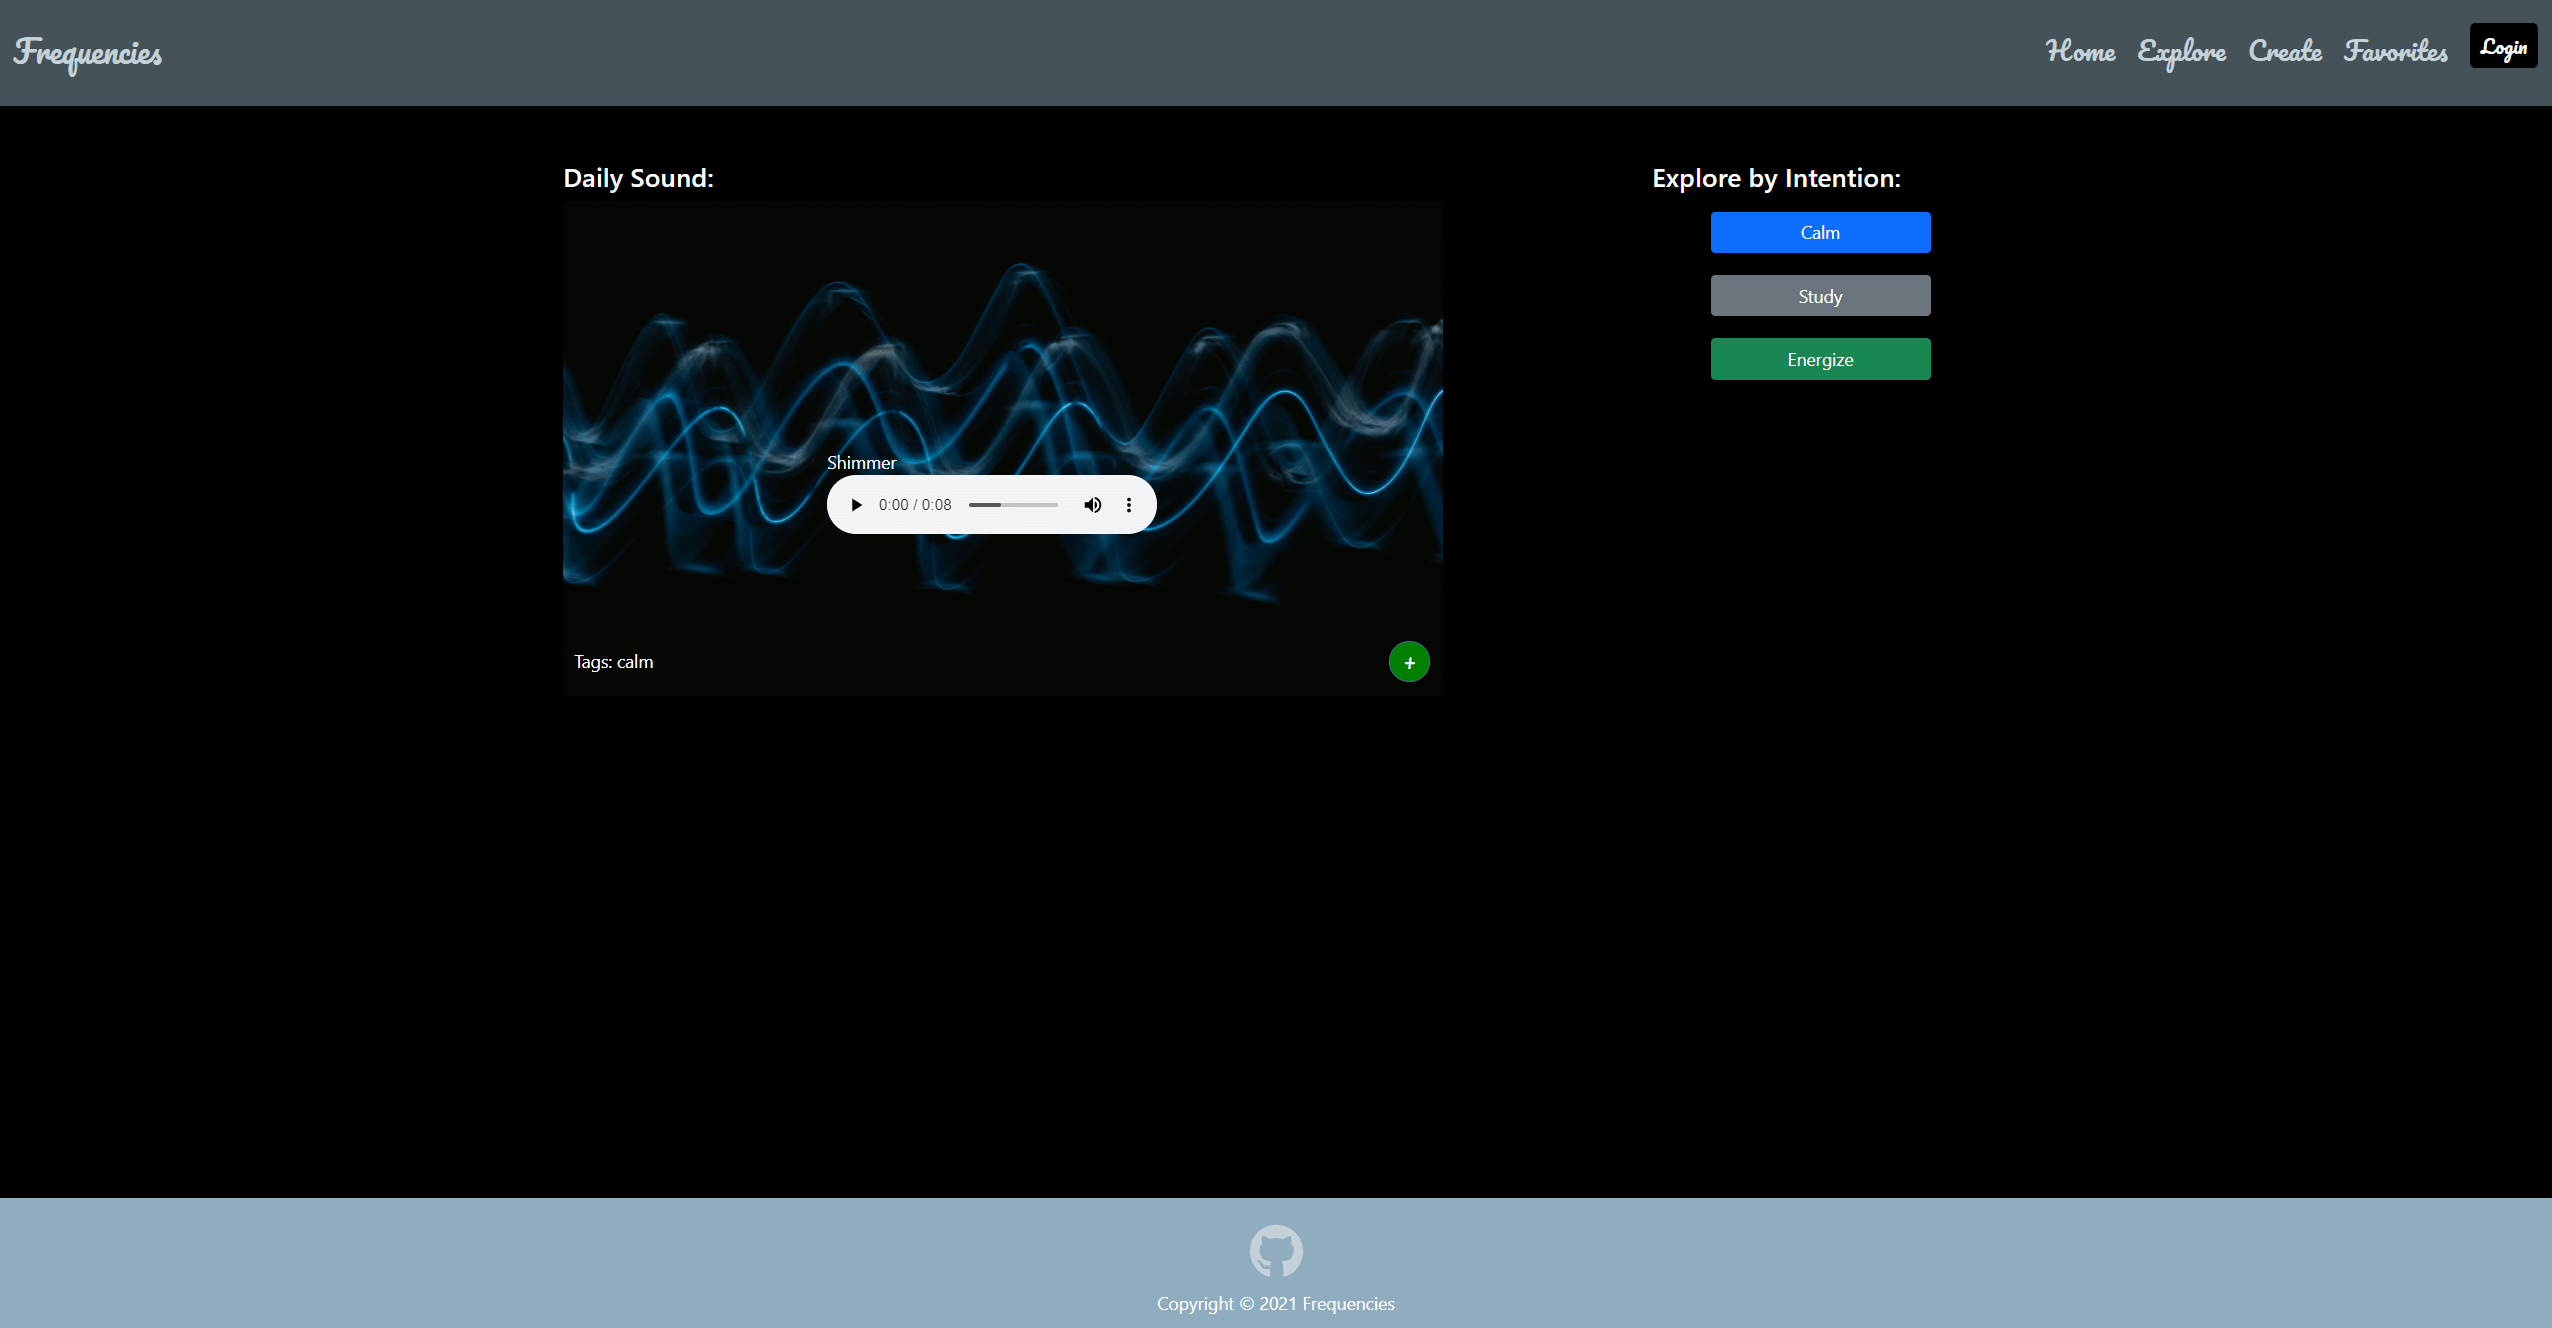 Frequencies
Home Explore Create Favorites Login
Daily Sound:
Explore by Intention:
Calm
Study
Energize
Shimmer
0:00 / 0:08
Tags: calm
+
Copyright © 2021 Frequencies